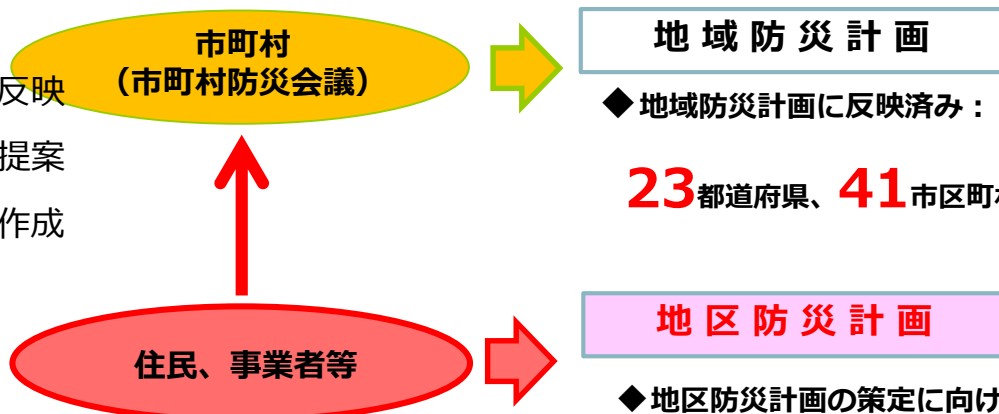 市町村
（市町村防災会議）
地域防災計画
反映
提案
作成
◆地域防災計画に反映済み：
23都道府県、41市区町
住民、事業者等
地区防災計画
◆地区防災計画の策定に向け